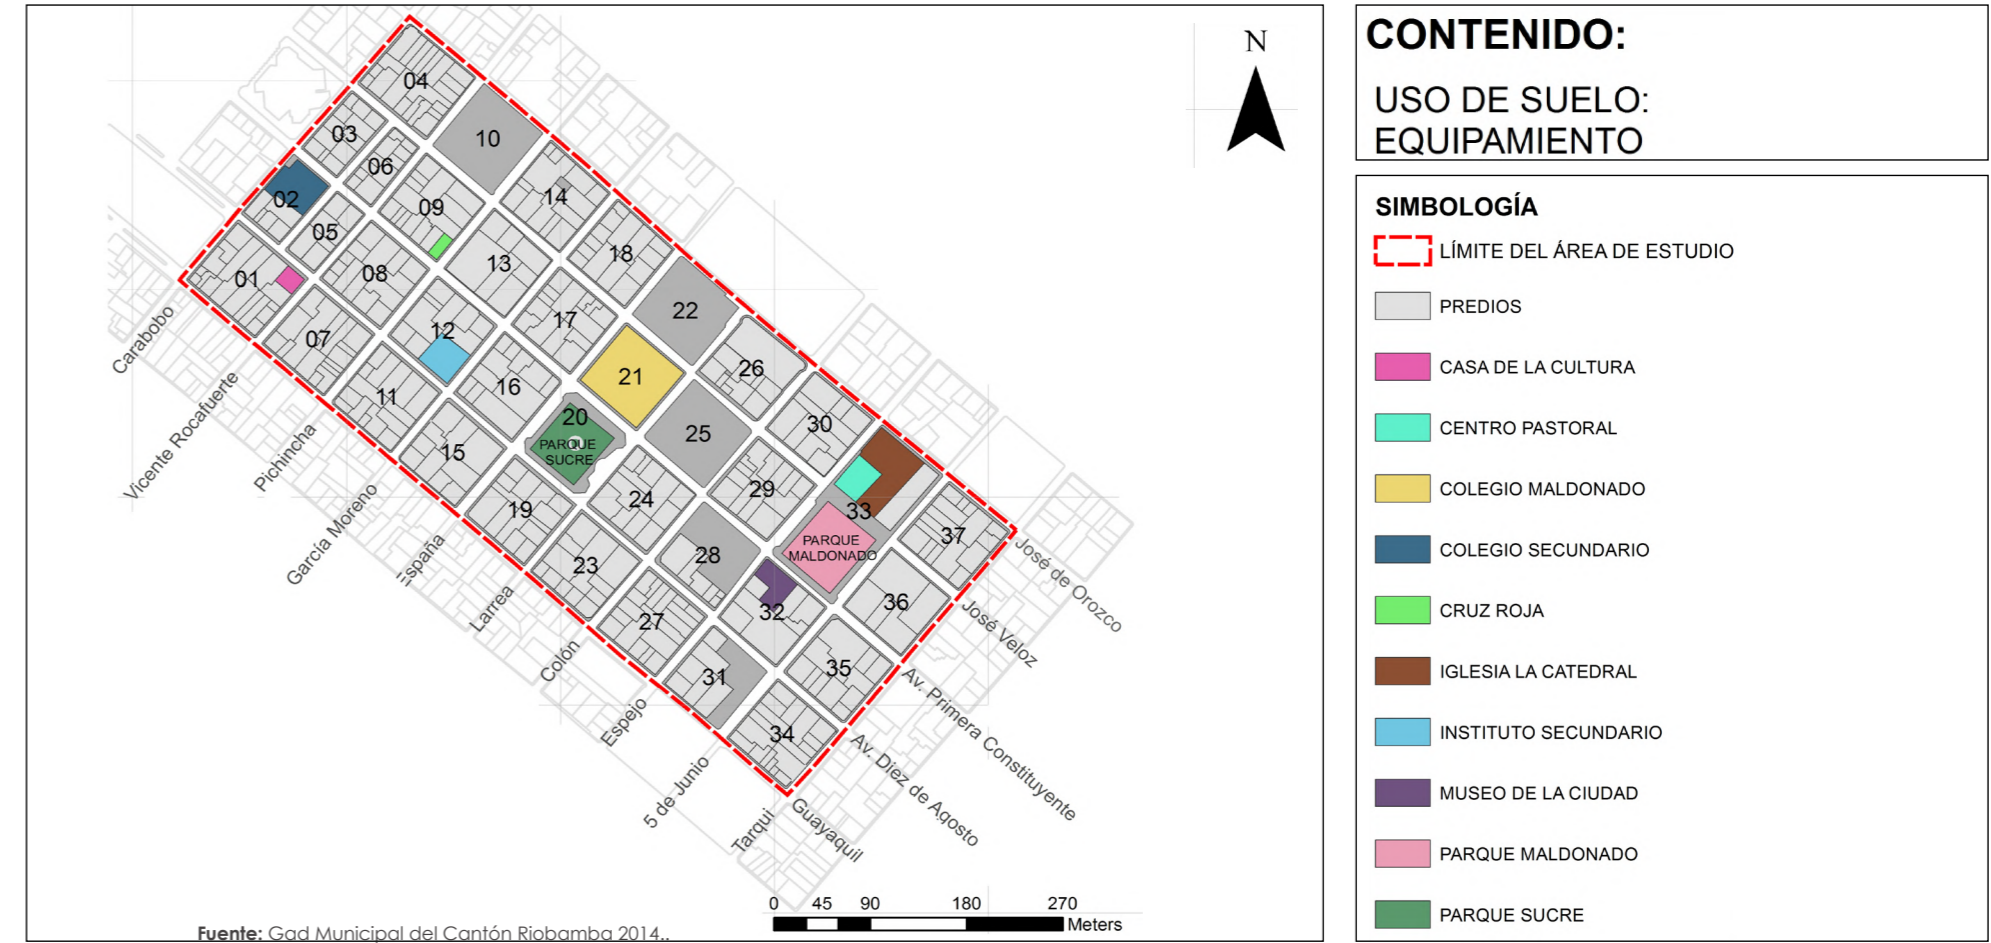 04
10
03
06
14
02
09
05
18
13
01
08
22
12
17
07
26
21
16
11
20
30
25
PARQUE
SUCRE
15
29
24
19
33
37
PARQUE
MALDONADO
28
23
36
32
27
35
31
34
Carabobo
Vicente Rocafuerte
Pichincha
García Moreno
España
Larrea
Colón
Espejo
5 de Junio
Tarqui
Guayaquil
Av. Diez de Agosto
Av. Primera Constituyente
José Veloz
José de Orozco
N
0 45 90 180 270
Meters
Fuente: Gad Municipal del Cantón Riobamba 2014..
CONTENIDO:
USO DE SUELO:
EQUIPAMIENTO
SIMBOLOGÍA
LÍMITE DEL ÁREA DE ESTUDIO
PREDIOS
CASA DE LA CULTURA
CENTRO PASTORAL
COLEGIO MALDONADO
COLEGIO SECUNDARIO
CRUZ ROJA
IGLESIA LA CATEDRAL
INSTITUTO SECUNDARIO
MUSEO DE LA CIUDAD
PARQUE MALDONADO
PARQUE SUCRE